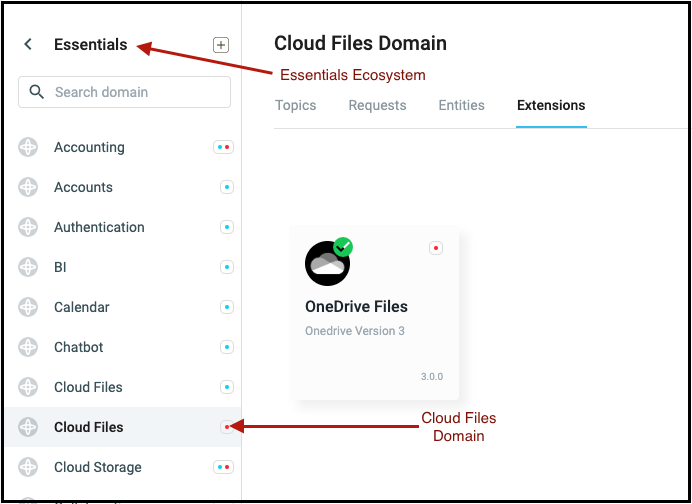 Essentials
Search domain
Accounting
Accounts
Authentication
BI
Calendar
Chatbot
Cloud Files
Cloud Files
Cloud Storage
Cloud Files Domain
Essentials Ecosystem
Topics Requests Entities Extensions
OneDrive Files
Onedrive Version 3
3.0.0
Cloud Files
Domain